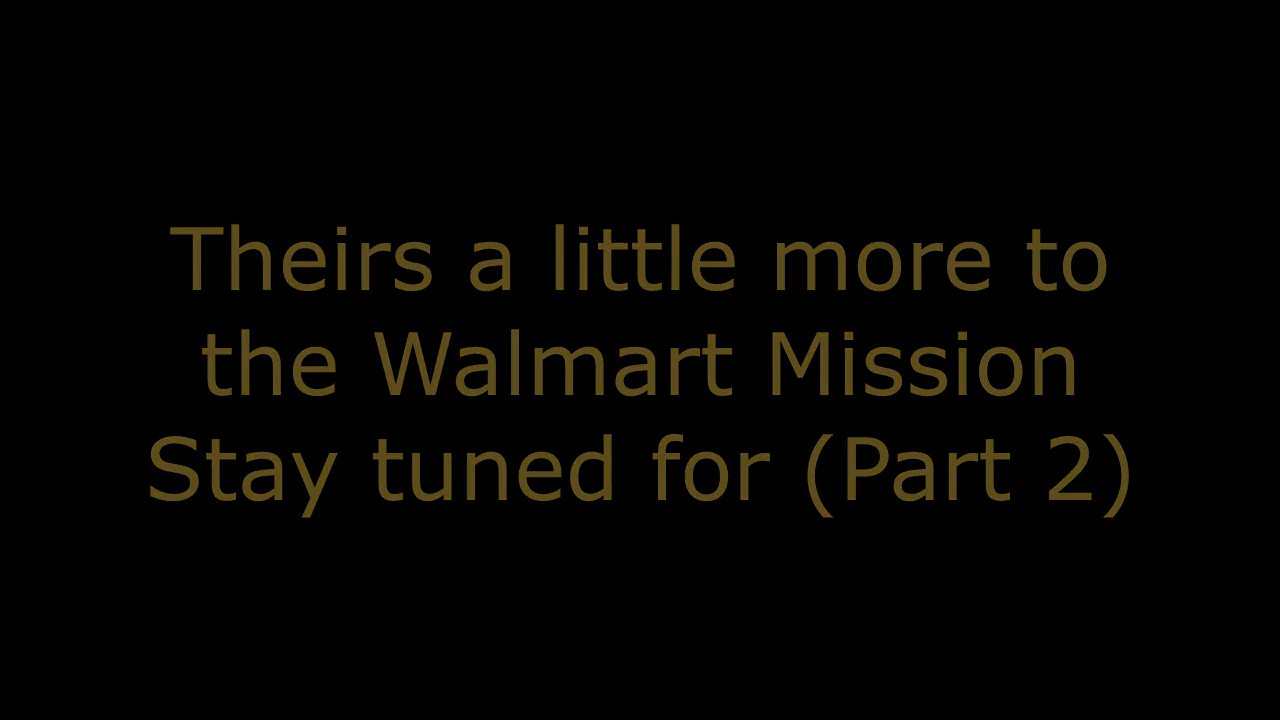 Theirs a little more to
the Walmart Mission
Stay tuned for (Part 2)